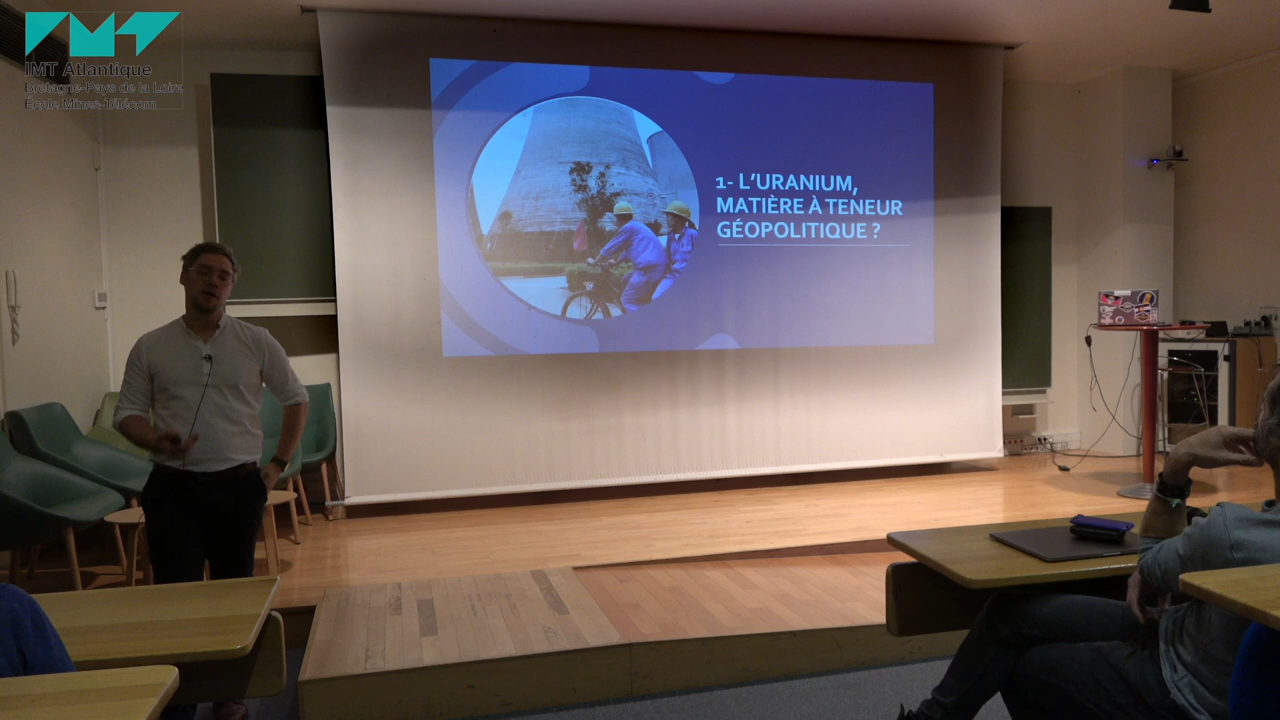 IMT Atlantique
Bretagne-Pays de la Loire
École Mines-Télécom
1- L'URANIUM,
MATIÈRE À TENEUR
GÉOPOLITIQUE ?